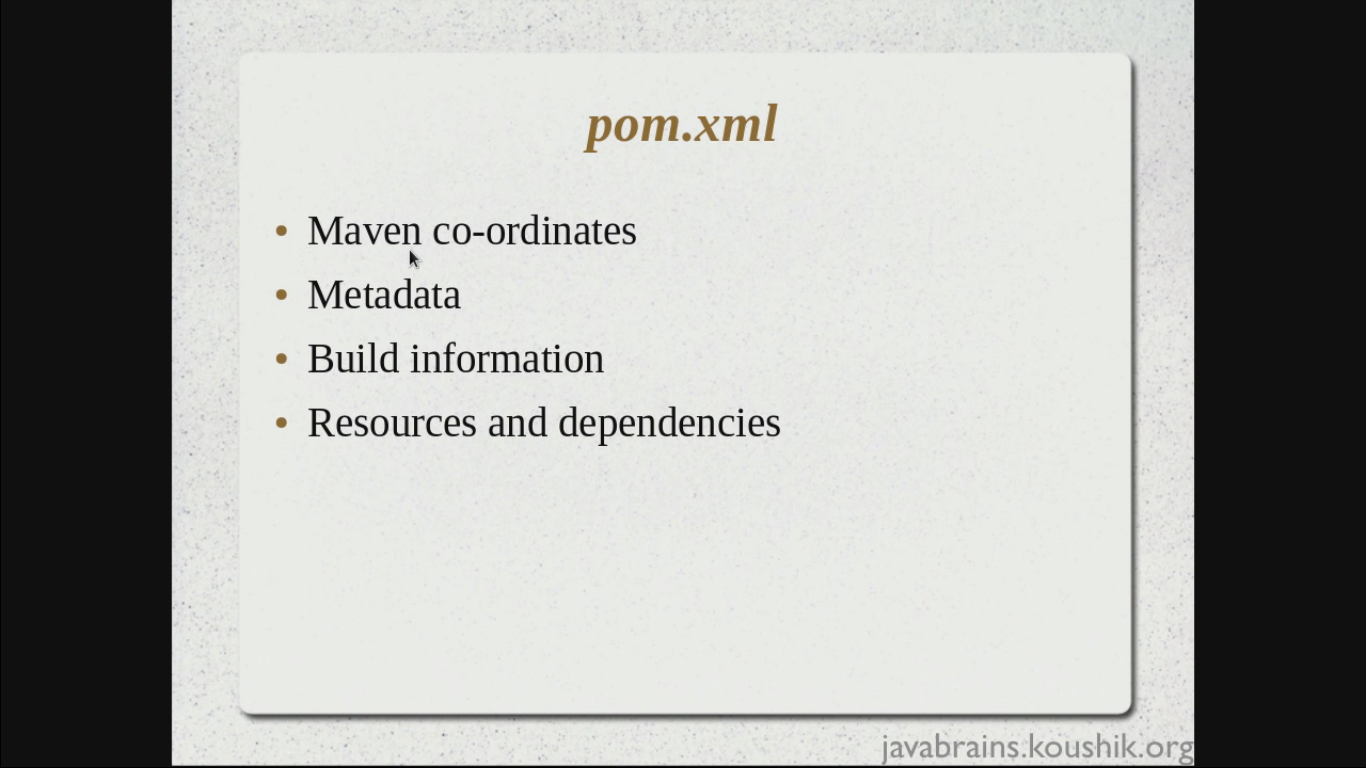 pom.xml
Maven co-ordinates
Metadata
Build information
Resources and dependencies
javabrains.koushik.org